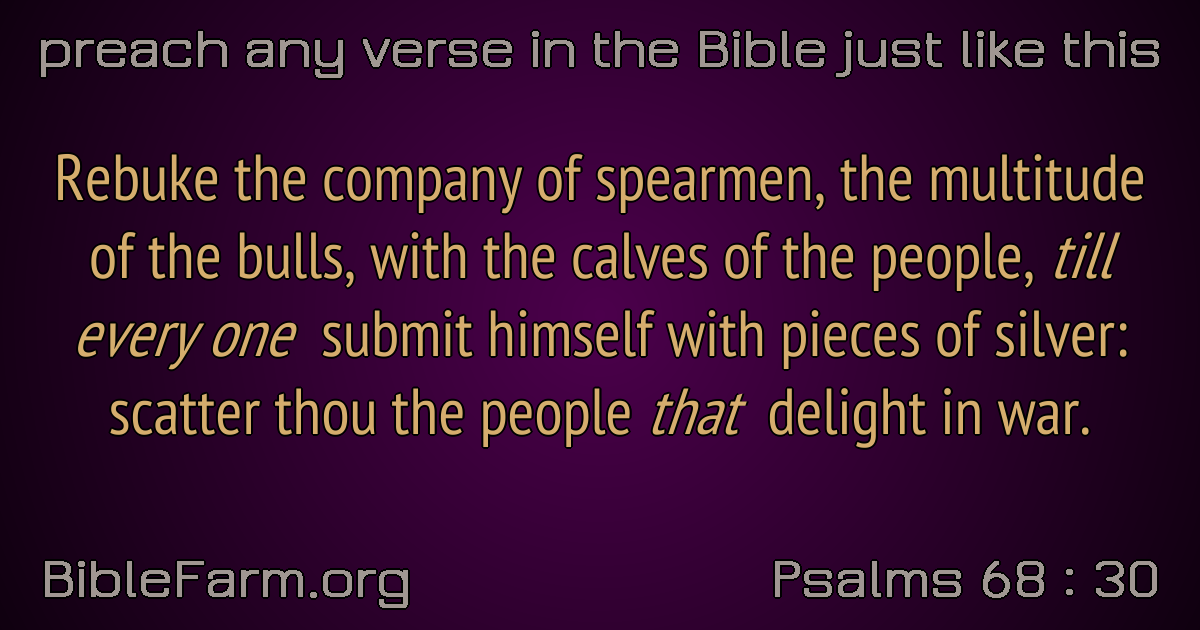 preach any verse in the Bible just like this
Rebuke the company of spearmen, the multitude
of the bulls, with the calves of the people, till
every one submit himself with pieces of silver:
scatter thou the people that delight in war.
BibleFarm.org
Psalms 68 : 30